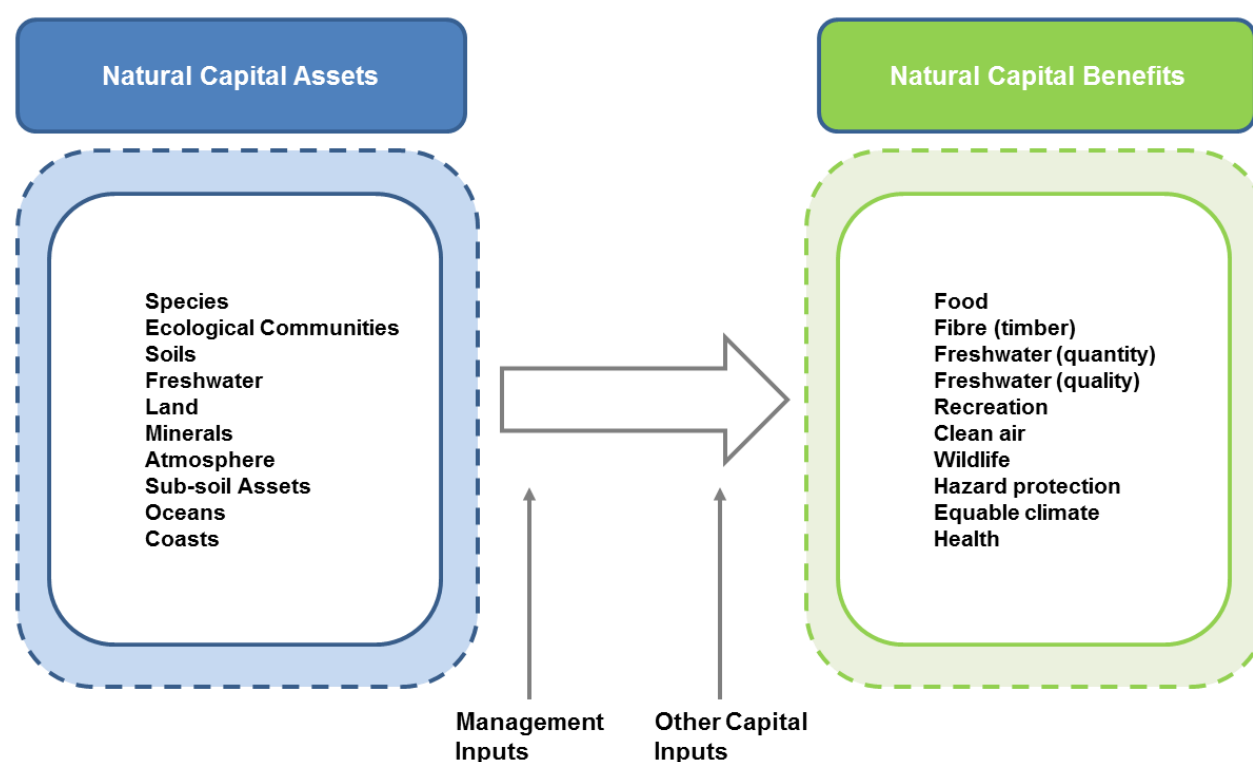 Natural Capital Assets
Natural Capital Benefits
Species
Ecological Communities
Soils
Freshwater
Land
Minerals
Atmosphere
Sub-soil Assets
Oceans
Coasts
Food
Fibre (timber)
Freshwater (quantity)
Freshwater (quality)
Recreation
Clean air
Wildlife
Hazard protection
Equable climate
Health
Management
Inputs
Other Capital
Inputs